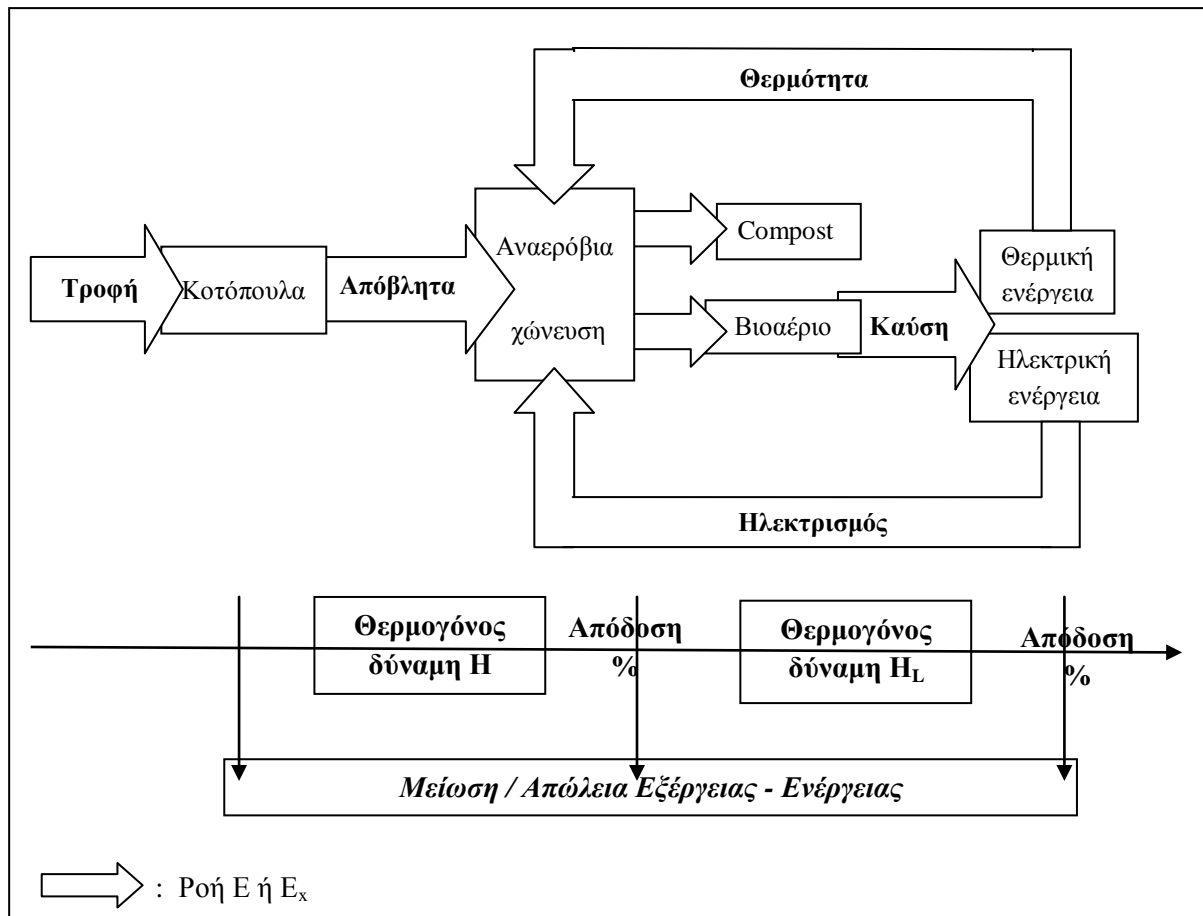 Θερμότητα
Τροφή
Κοτόπουλα
Απόβλητα
Αναερόβια
χώνευση
Compost
Βιοαέριο
Καύση
Θερμική
ενέργεια
Ηλεκτρική
ενέργεια
Ηλεκτρισμός
Θερμογόνος
δύναμη Η
Απόδοση
%
Θερμογόνος
δύναμη H_L
Απόδοση
%
Μείωση / Απώλεια Εξέργειας - Ενέργειας
: Ροή Ε ή E_x